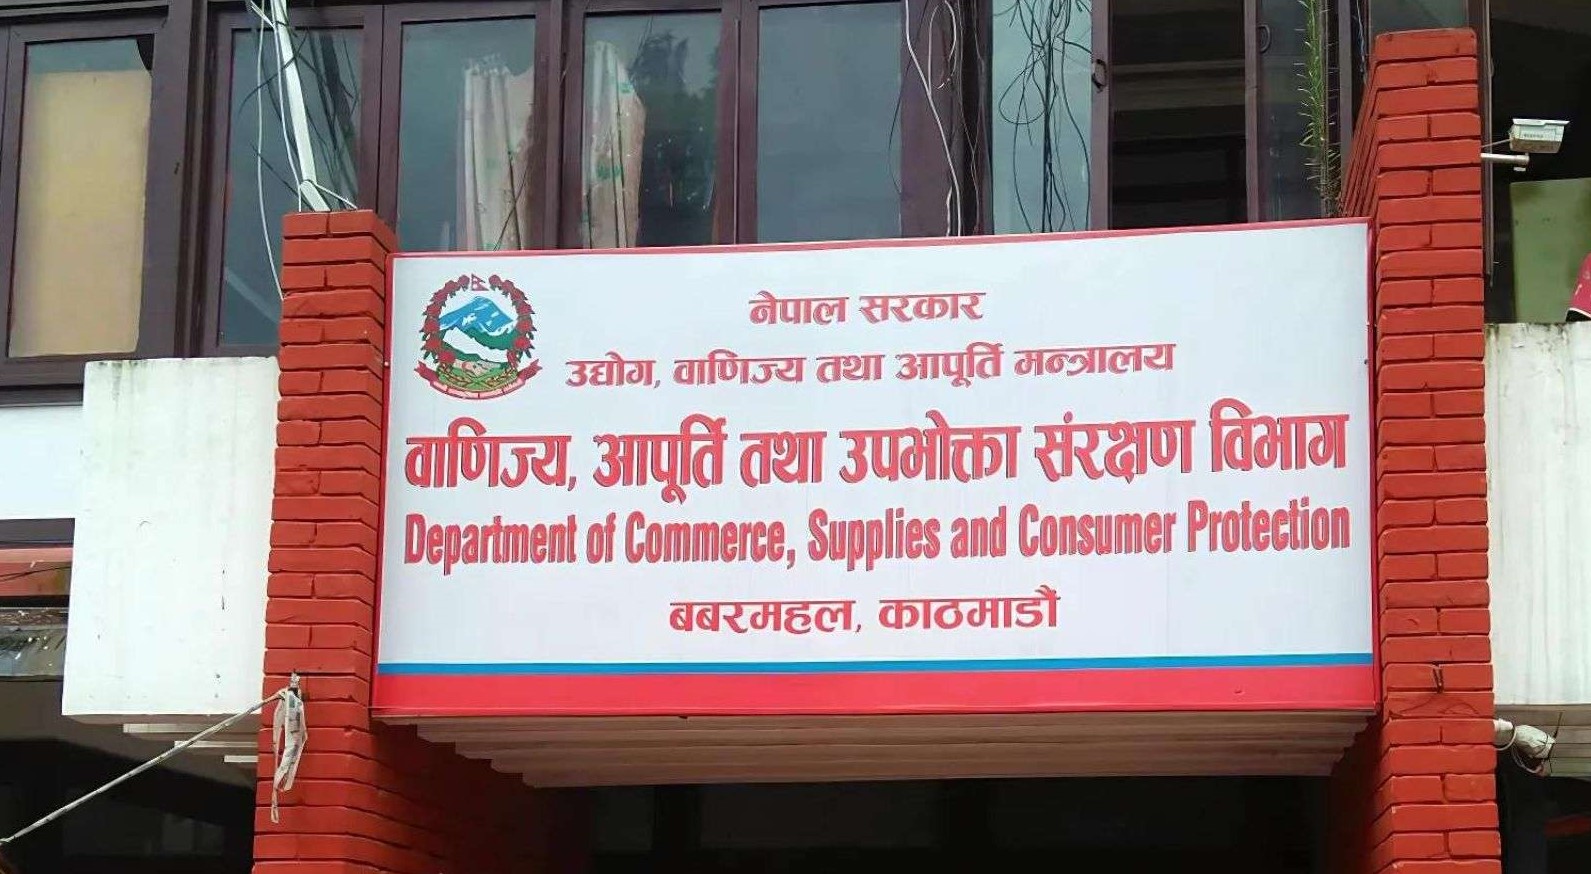 नेपाल सरकार
उद्योग, वाणिज्य तथा आपूर्ति मन्त्रालय
वाणिज्य, आपूर्ति तथा उपभोक्ता संरक्षण विभाग
Department of Commerce, Supplies and Consumer Protection
बबरमहल, काठमाडौं